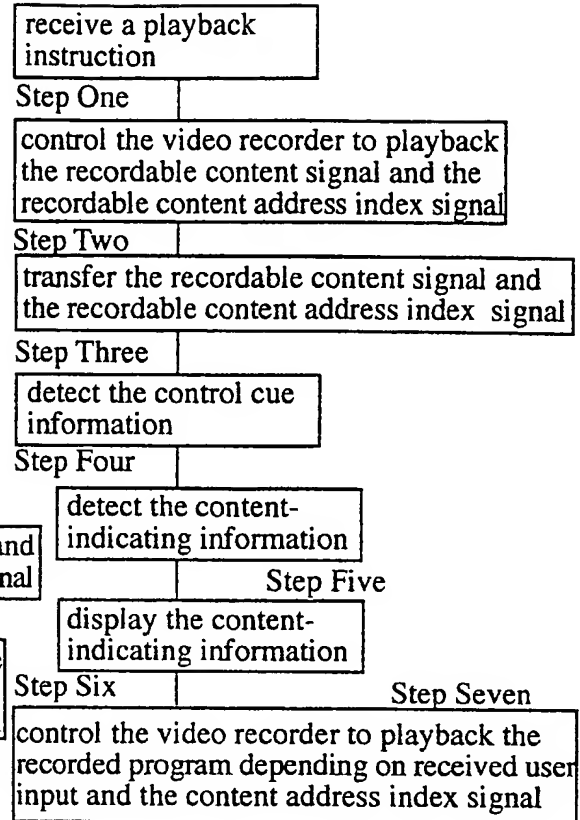 receive a playback
instruction
Step One
control the video recorder to playback
the recordable content signal and the
recordable content address index signal
Step Two
transfer the recordable content signal and
the recordable content address index signal
Step Three
detect the control cue
information
Step Four
detect the content-
indicating information
and
nal
Step Five
display the content-
indicating information
Step Six
Step Seven
control the video recorder to playback the
recorded program depending on received user
input and the content address index signal